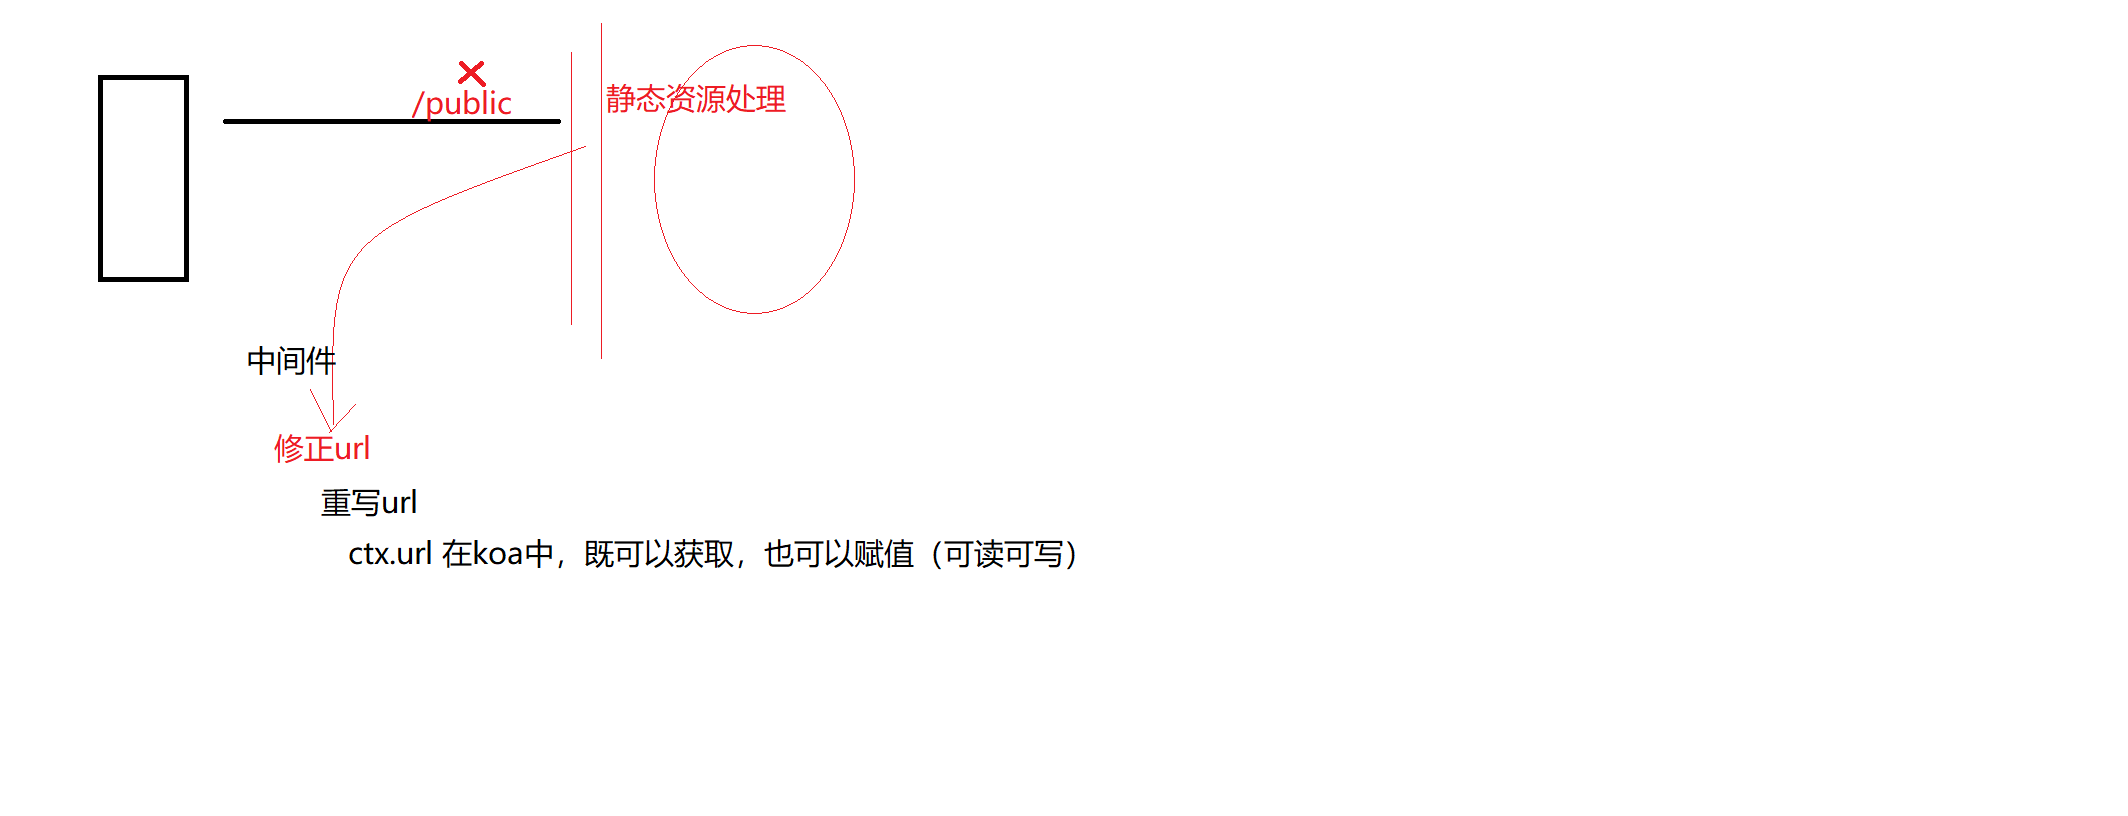 /public
静态资源处理
中间件
修正url
重写url
ctx.url 在koa中，既可以获取，也可以赋值（可读可写）